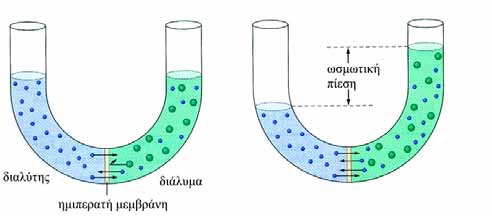 ωσμωτική
πίεση
διαλύτης
διάλυμα
ημιπερατή μεμβράνη